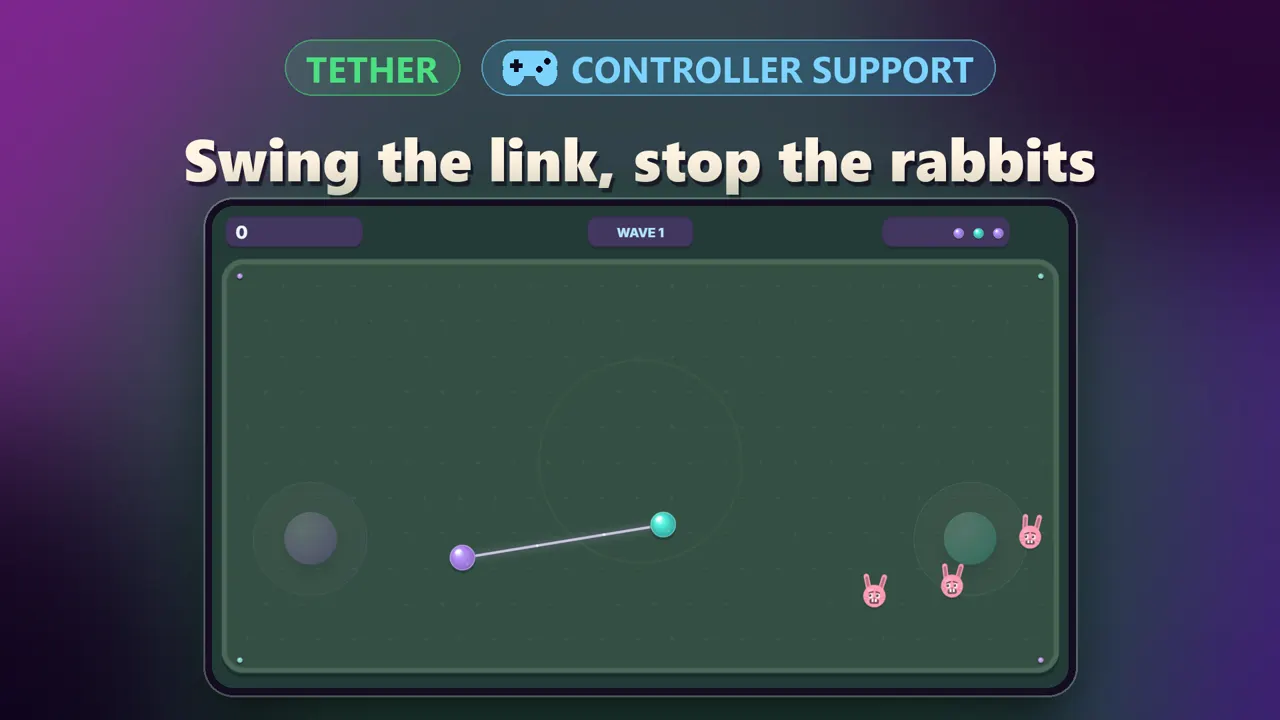 TETHER
CONTROLLER SUPPORT
Swing the link, stop the rabbits
0
WAVE 1